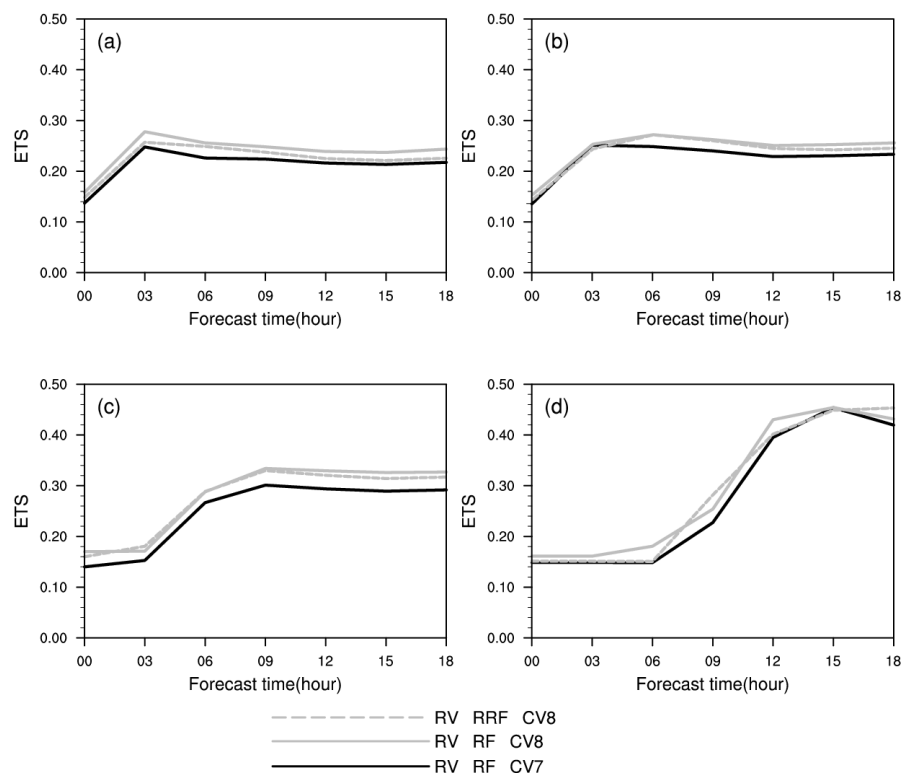 (a)
ETS
0.50
0.40
0.30
0.20
0.10
0.00
00 03 06 09 12 15 18
Forecast time(hour)
(b)
ETS
0.50
0.40
0.30
0.20
0.10
0.00
00 03 06 09 12 15 18
Forecast time(hour)
(c)
ETS
0.50
0.40
0.30
0.20
0.10
0.00
00 03 06 09 12 15 18
Forecast time(hour)
(d)
ETS
0.50
0.40
0.30
0.20
0.10
0.00
00 03 06 09 12 15 18
Forecast time(hour)
RV RRF CV8
RV RF CV8
RV RF CV7